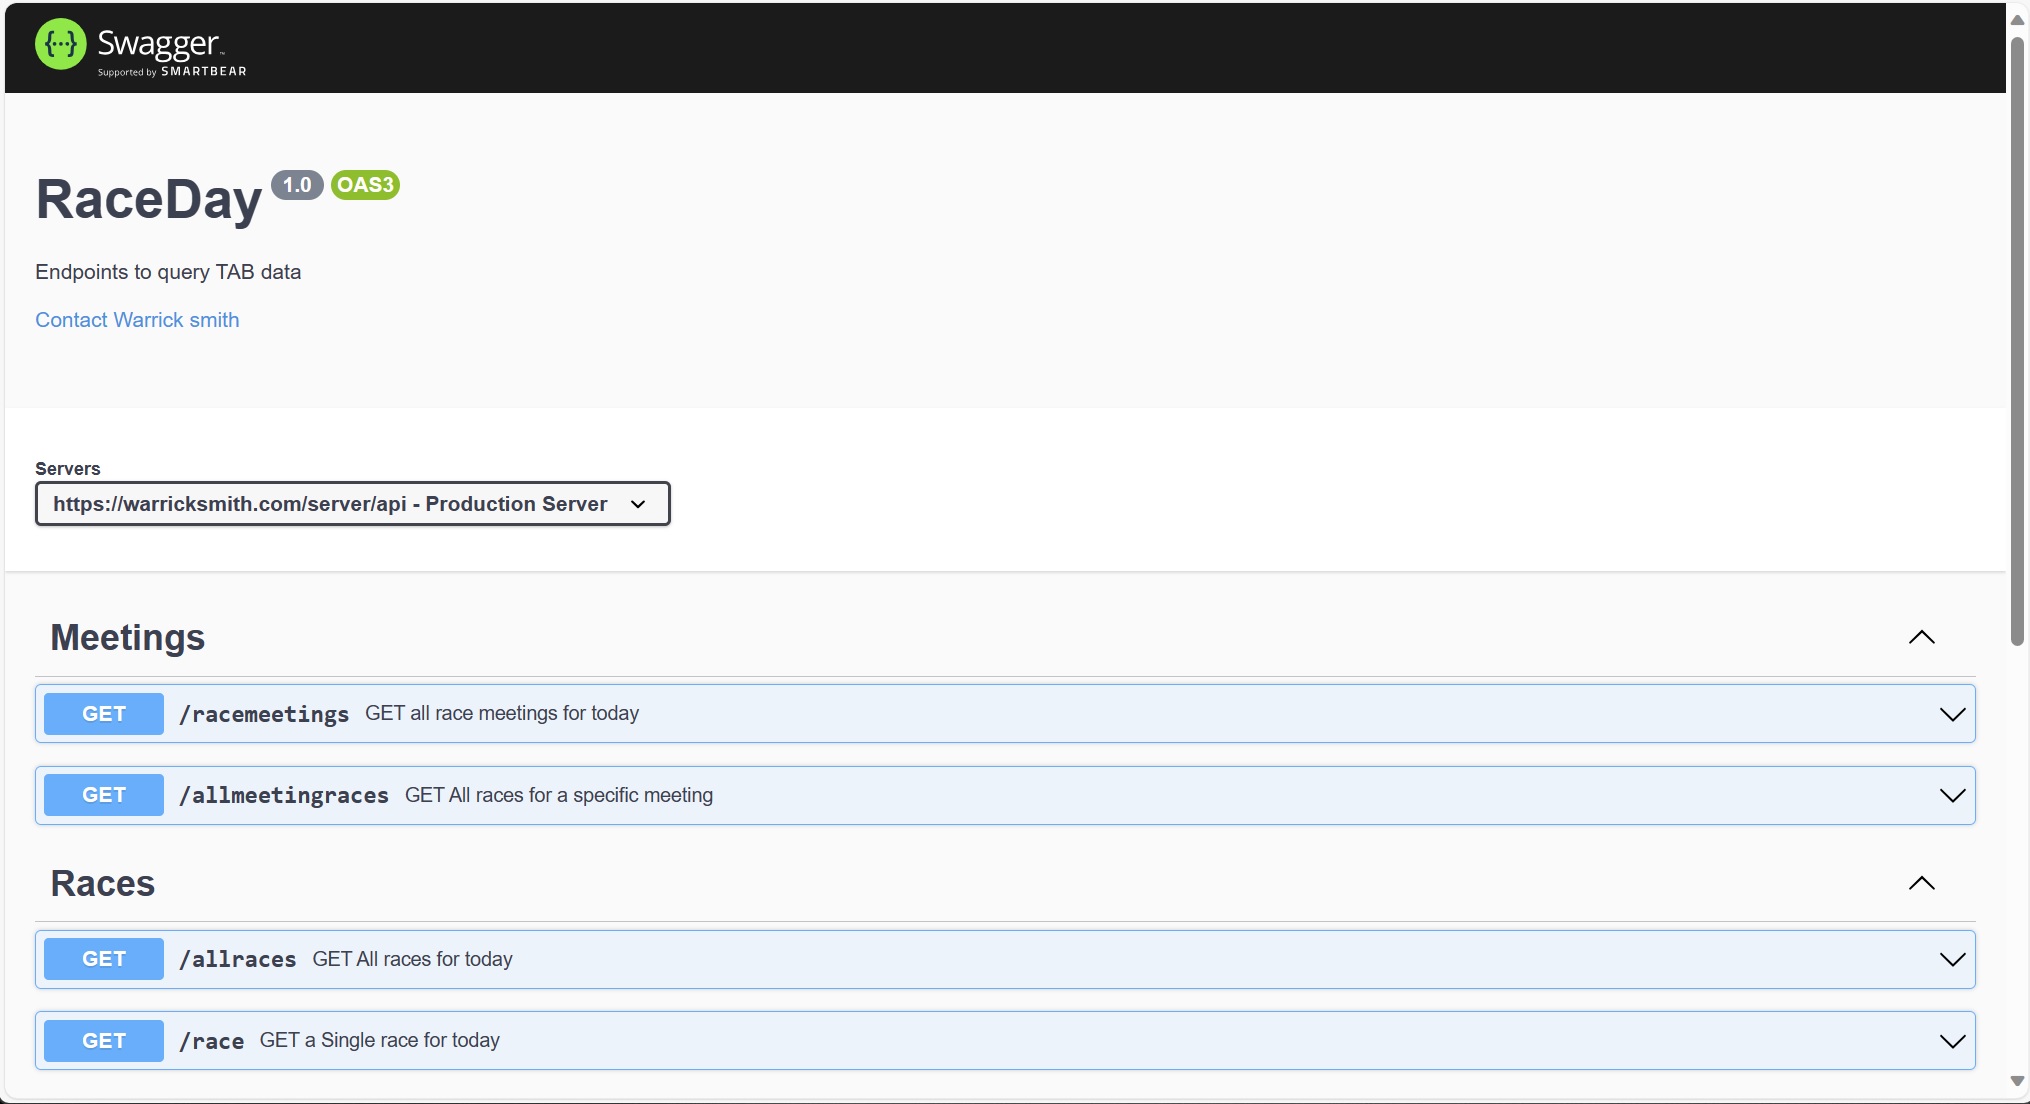 Swagger™
Supported by SMARTBEAR
RaceDay 1.0 OAS3
Endpoints to query TAB data
Contact Warrick smith
Servers
https://warricksmith.com/server/api - Production Server
Meetings
GET /racemeetings GET all race meetings for today
GET /allmeetingraces GET All races for a specific meeting
Races
GET /allraces GET All races for today
GET /race GET a Single race for today